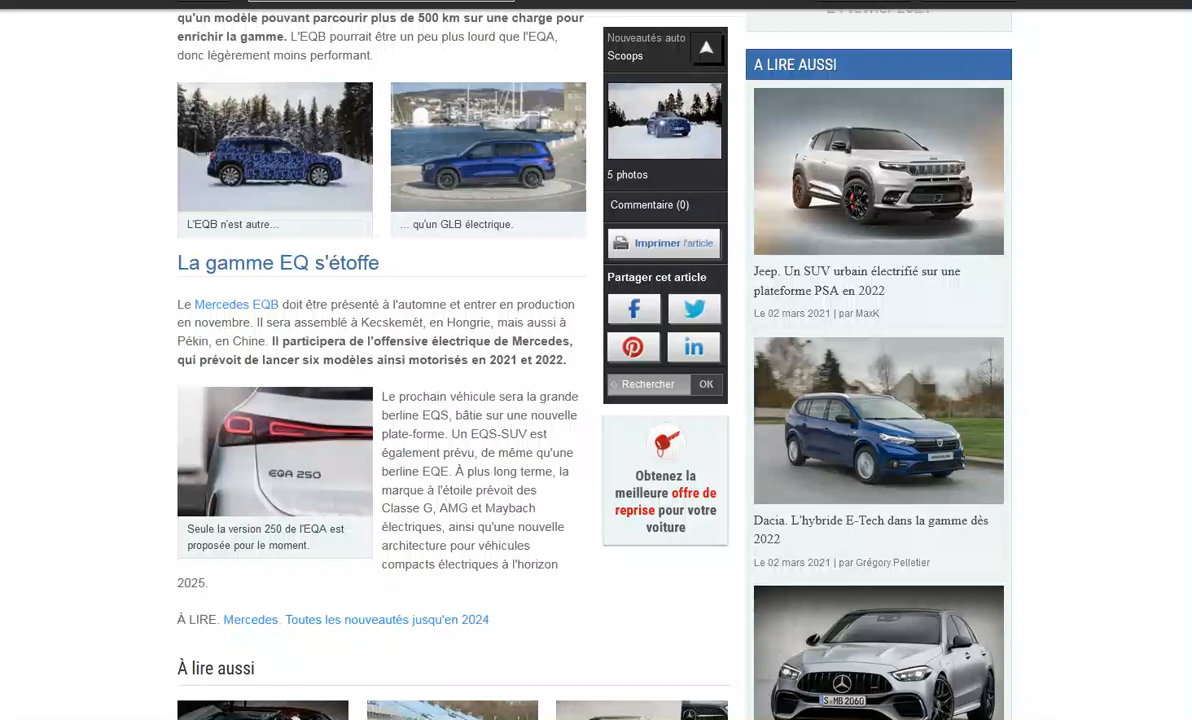 qu'un modèle pouvant parcourir plus de 500 km sur une charge pour
enrichir la gamme. L'EQB pourrait être un peu plus lourd que l'EQA,
donc légèrement moins performant.
L'EQB n'est autre...
... qu'un GLB électrique.
La gamme EQ s'étoffe
Le Mercedes EQB doit être présenté à l'automne et entrer en production
en novembre. Il sera assemblé à Kecskemét, en Hongrie, mais aussi à
Pékin, en Chine. Il participera de l'offensive électrique de Mercedes,
qui prévoit de lancer six modèles ainsi motorisés en 2021 et 2022.
EQA 250
Seule la version 250 de l'EQA est
proposée pour le moment.
Le prochain véhicule sera la grande
berline EQS, bâtie sur une nouvelle
plate-forme. Un EQS-SUV est
également prévu, de même qu'une
berline EQE. À plus long terme, la
marque à l'étoile prévoit des
Classe G, AMG et Maybach
électriques, ainsi qu'une nouvelle
architecture pour véhicules
compacts électriques à l'horizon
2025.
À LIRE. Mercedes. Toutes les nouveautés jusqu'en 2024
À lire aussi
Nouveautés auto
Scoops
5 photos
Commentaire (0)
Imprimer l'article
Partager cet article
Rechercher OK
Obtenez la
meilleure offre de
reprise pour votre
voiture
A LIRE AUSSI
Jeep. Un SUV urbain électrifié sur une
plateforme PSA en 2022
Le 02 mars 2021 | par MaxK
Dacia. L'hybride E-Tech dans la gamme dès
2022
Le 02 mars 2021 | par Grégory Pelletier
S·MB 2060